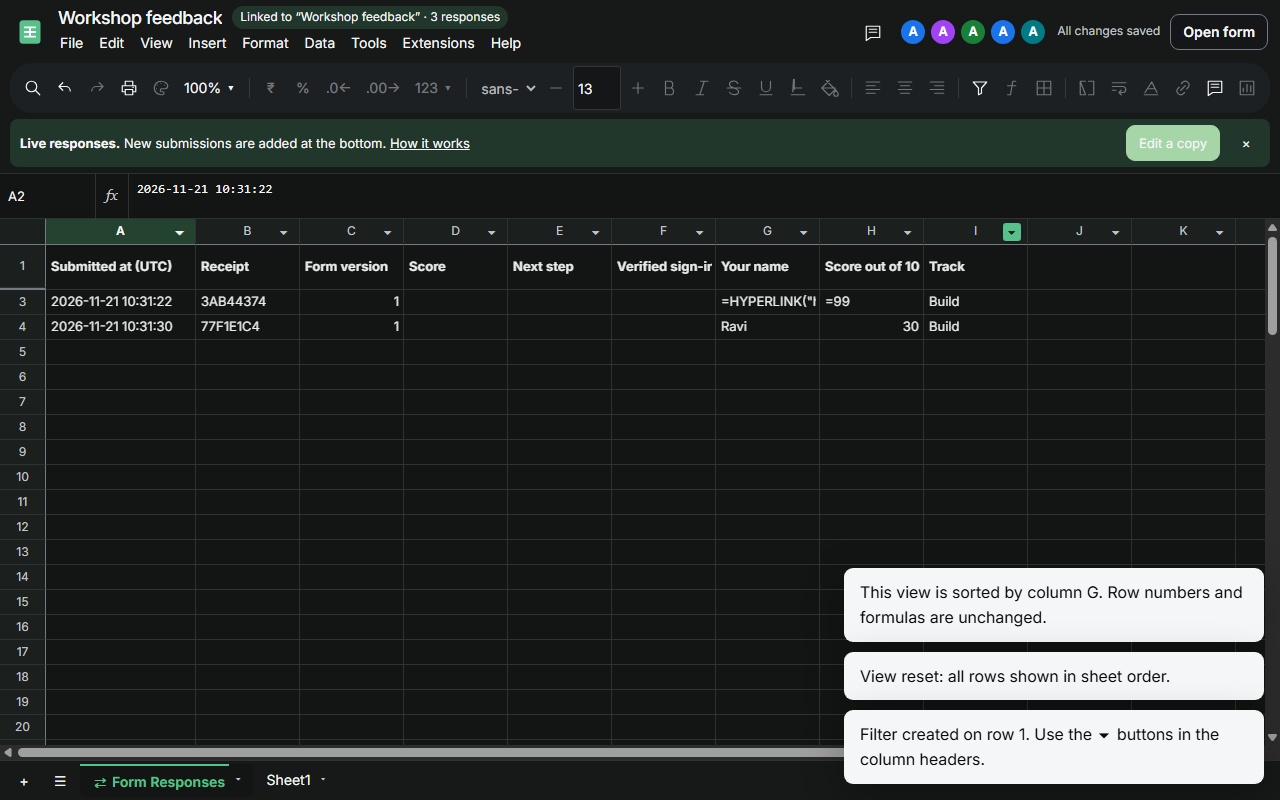 Workshop feedback Linked to “Workshop feedback” · 3 responses
File Edit View Insert Format Data Tools Extensions Help
A A A A A All changes saved Open form
100% ▾ ₹ % .0← .00→ 123 ▾ sans- − 13 + B I S U
Live responses. New submissions are added at the bottom. How it works Edit a copy ×
A2 fx 2026-11-21 10:31:22
A B C D E F G H I J K
1 Submitted at (UTC) Receipt Form version Score Next step Verified sign-in Your name Score out of 10 Track
3 2026-11-21 10:31:22 3AB44374 1 =HYPERLINK("h =99 Build
4 2026-11-21 10:31:30 77F1E1C4 1 Ravi 30 Build
5
6
7
8
9
10
11
12
13
14
15
16
17
18
19
20
This view is sorted by column G. Row numbers and
formulas are unchanged.
View reset: all rows shown in sheet order.
Filter created on row 1. Use the ▾ buttons in the
column headers.
+ ☰ ⇄ Form Responses Sheet1